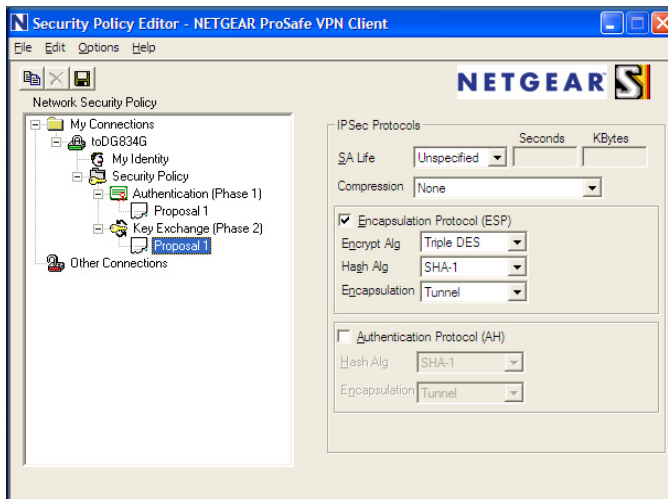 N Security Policy Editor - NETGEAR ProSafe VPN Client
File Edit Options Help
NETGEAR S
Network Security Policy
My Connections
toDG834G
My Identity
Security Policy
Authentication (Phase 1)
Proposal 1
Key Exchange (Phase 2)
Proposal 1
Other Connections
IPSec Protocols
Seconds KBytes
SA Life Unspecified
Compression None
Encapsulation Protocol (ESP)
Encrypt Alg Triple DES
Hash Alg SHA-1
Encapsulation Tunnel
Authentication Protocol (AH)
Hash Alg SHA-1
Encapsulation Tunnel